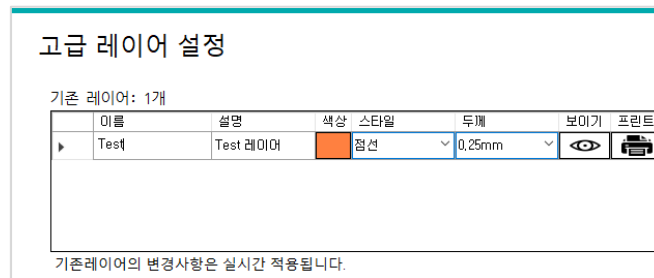 고급 레이어 설정
기존 레이어: 1개
이름 설명 색상 스타일 두께 보이기 프린트
Test Test 레이어 점선 0.25mm
기존레이어의 변경사항은 실시간 적용됩니다.